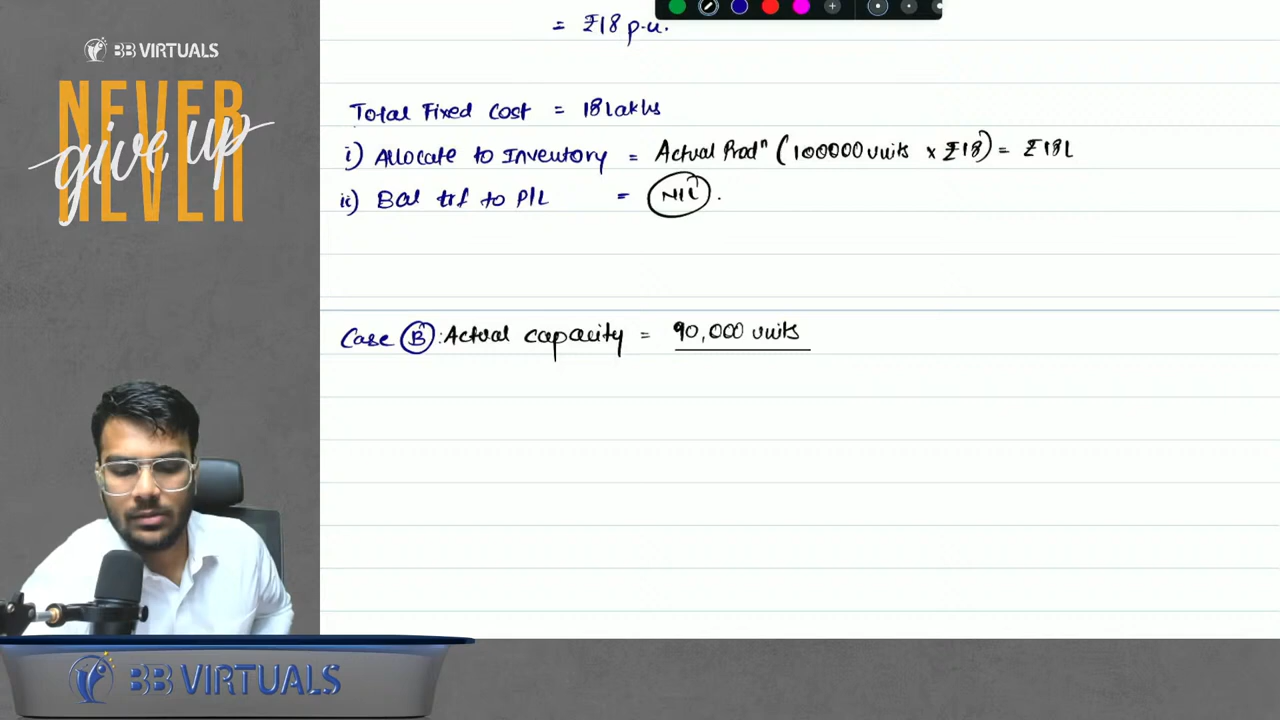 BB VIRTUALS
NEVER
give up
NEVER
= ₹18 p.u.
Total Fixed Cost = 18 Lakhs
i) Allocate to Inventory = Actual Prodⁿ (100000 units × ₹18) = ₹18L
ii) Bal trf to P/L = NIL.
Case B : Actual capacity = 90,000 units
BB VIRTUALS